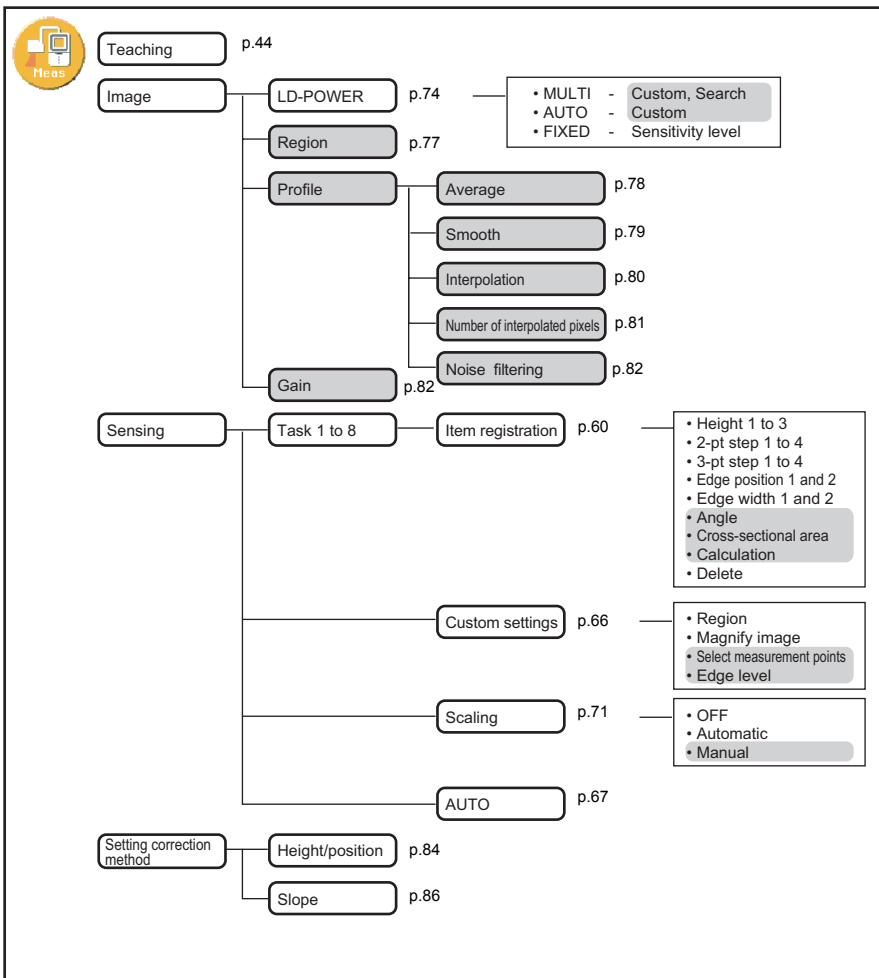 Meas
Teaching p.44
Image
LD-POWER p.74
• MULTI - Custom, Search
• AUTO - Custom
• FIXED - Sensitivity level
Region p.77
Profile
Average p.78
Smooth p.79
Interpolation p.80
Number of interpolated pixels p.81
Noise filtering p.82
Gain p.82
Sensing
Task 1 to 8
Item registration p.60
• Height 1 to 3
• 2-pt step 1 to 4
• 3-pt step 1 to 4
• Edge position 1 and 2
• Edge width 1 and 2
• Angle
• Cross-sectional area
• Calculation
• Delete
Custom settings p.66
• Region
• Magnify image
• Select measurement points
• Edge level
Scaling p.71
• OFF
• Automatic
• Manual
AUTO p.67
Setting correction
method
Height/position p.84
Slope p.86